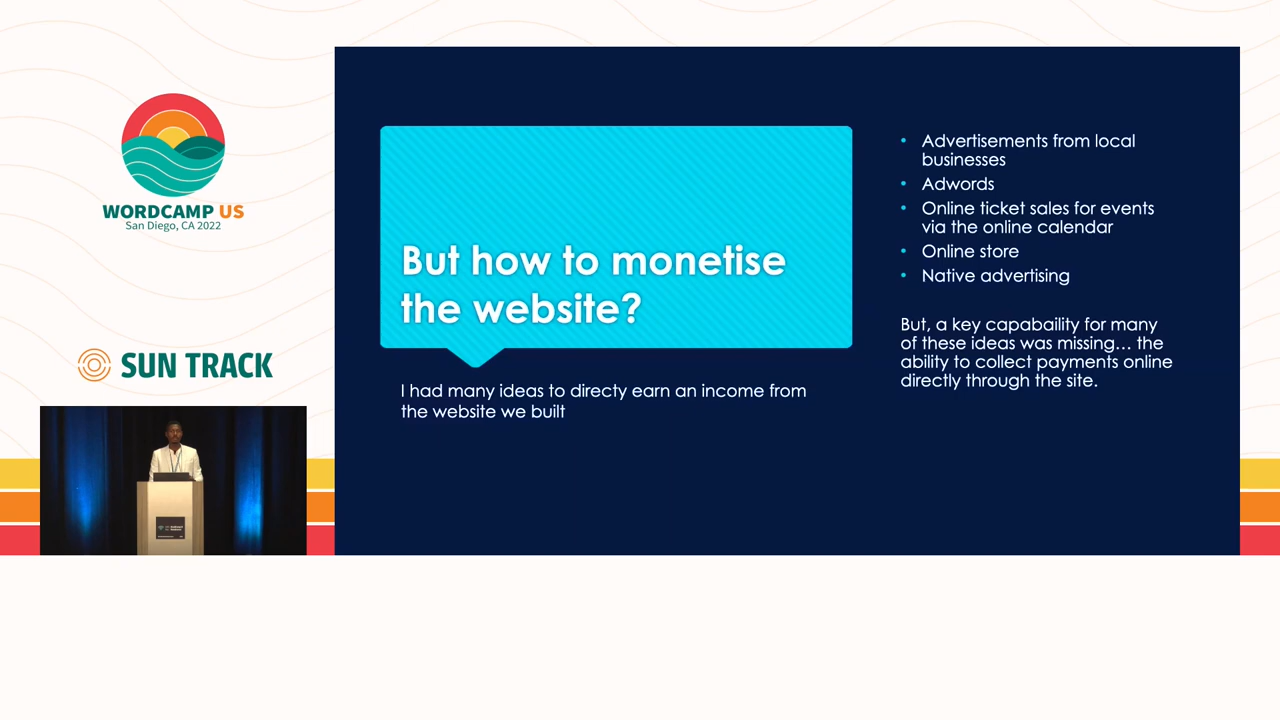 WORDCAMP US
San Diego, CA 2022
SUN TRACK
But how to monetise
the website?
I had many ideas to directy earn an income from
the website we built
• Advertisements from local
businesses
• Adwords
• Online ticket sales for events
via the online calendar
• Online store
• Native advertising
But, a key capabaility for many
of these ideas was missing... the
ability to collect payments online
directly through the site.